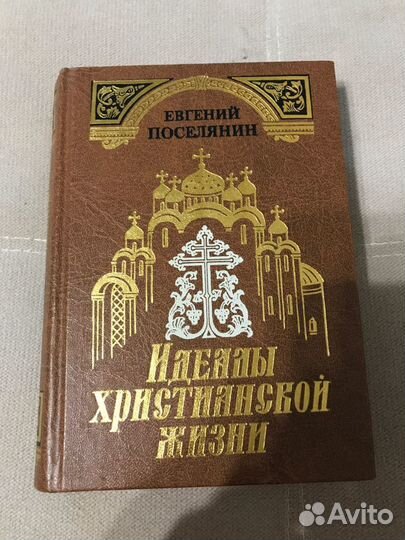 ЕВГЕНИЙ
ПОСЕЛЯНИН
ИДЕАЛЫ
ХРИСТИАНСКОЙ
ЖИЗНИ
Avito